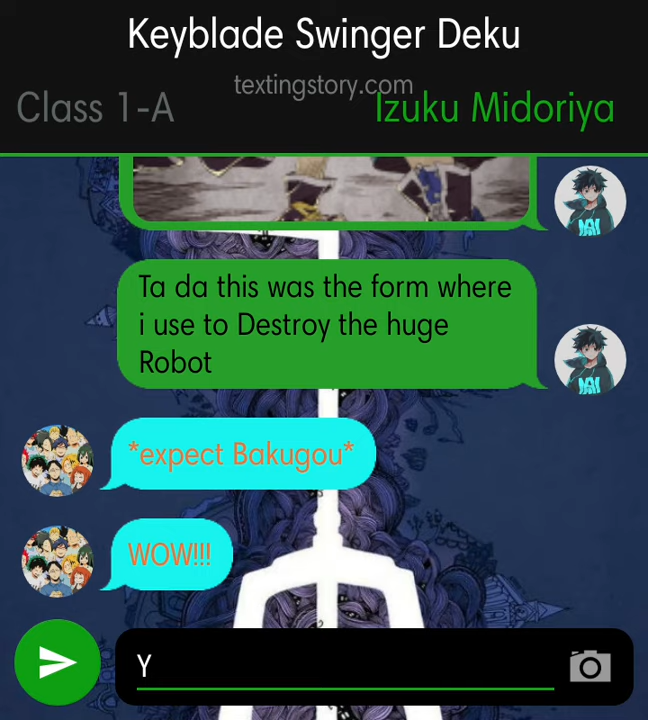 Keyblade Swinger Deku
textingstory.com
Class 1-A
Izuku Midoriya
Ta da this was the form where
i use to Destroy the huge
Robot
*expect Bakugou*
WOW!!!
Y